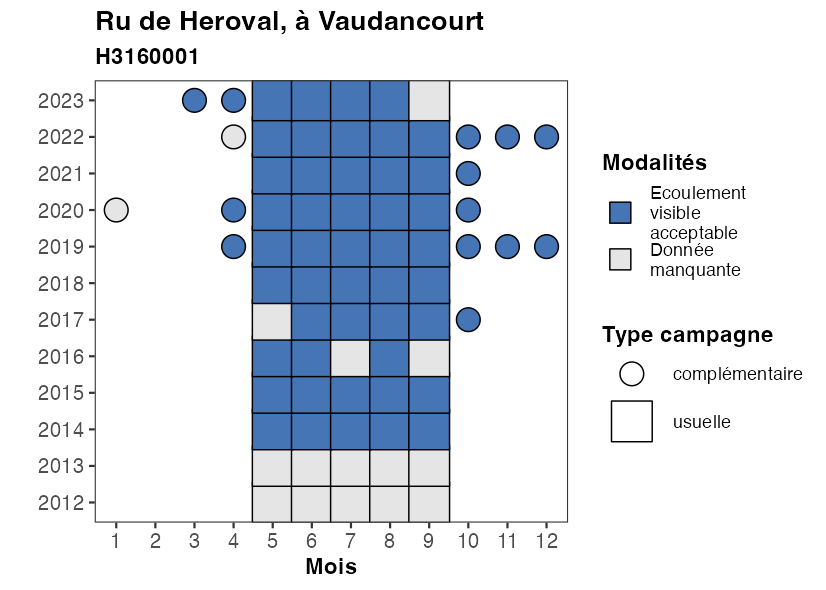 Ru de Heroval, à Vaudancourt
H3160001
2023
2022
2021
2020
2019
2018
2017
2016
2015
2014
2013
2012
1 2 3 4 5 6 7 8 9 10 11 12
Mois
Modalités
Ecoulement
visible
acceptable
Donnée
manquante
Type campagne
complémentaire
usuelle